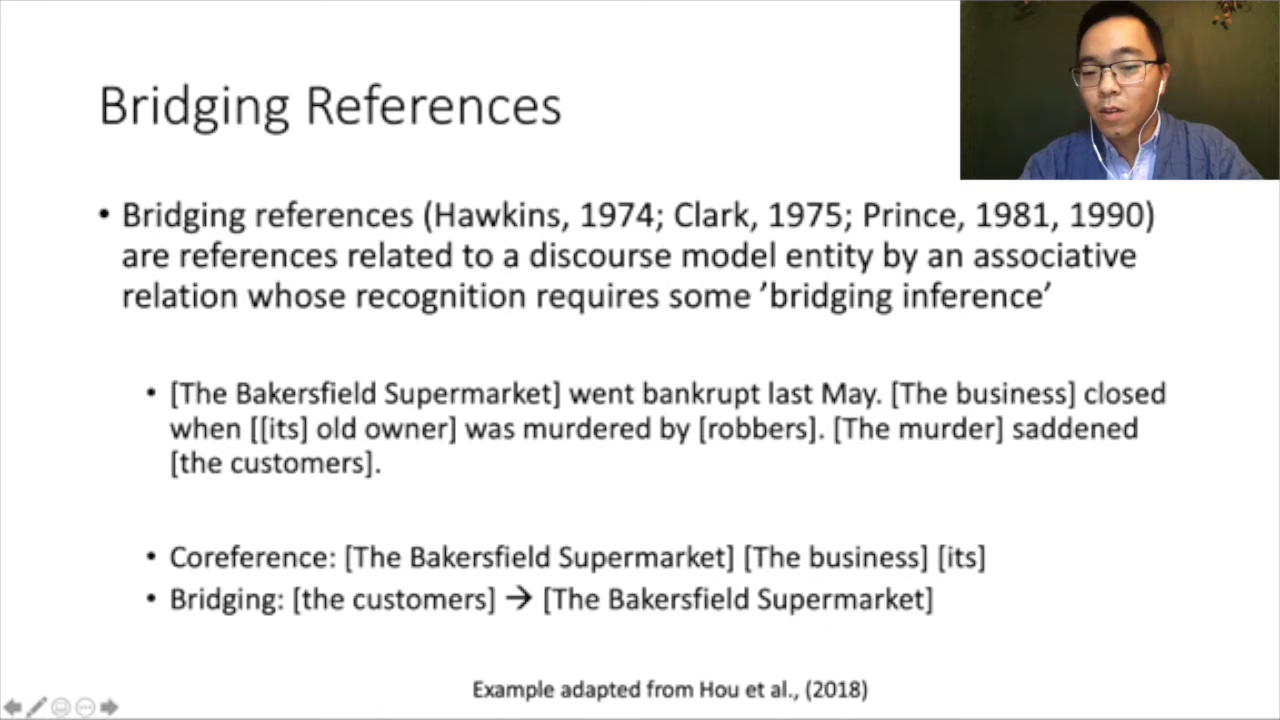 Bridging References
• Bridging references (Hawkins, 1974; Clark, 1975; Prince, 1981, 1990)
are references related to a discourse model entity by an associative
relation whose recognition requires some ’bridging inference’
• [The Bakersfield Supermarket] went bankrupt last May. [The business] closed
when [[its] old owner] was murdered by [robbers]. [The murder] saddened
[the customers].
• Coreference: [The Bakersfield Supermarket] [The business] [its]
• Bridging: [the customers] → [The Bakersfield Supermarket]
Example adapted from Hou et al., (2018)